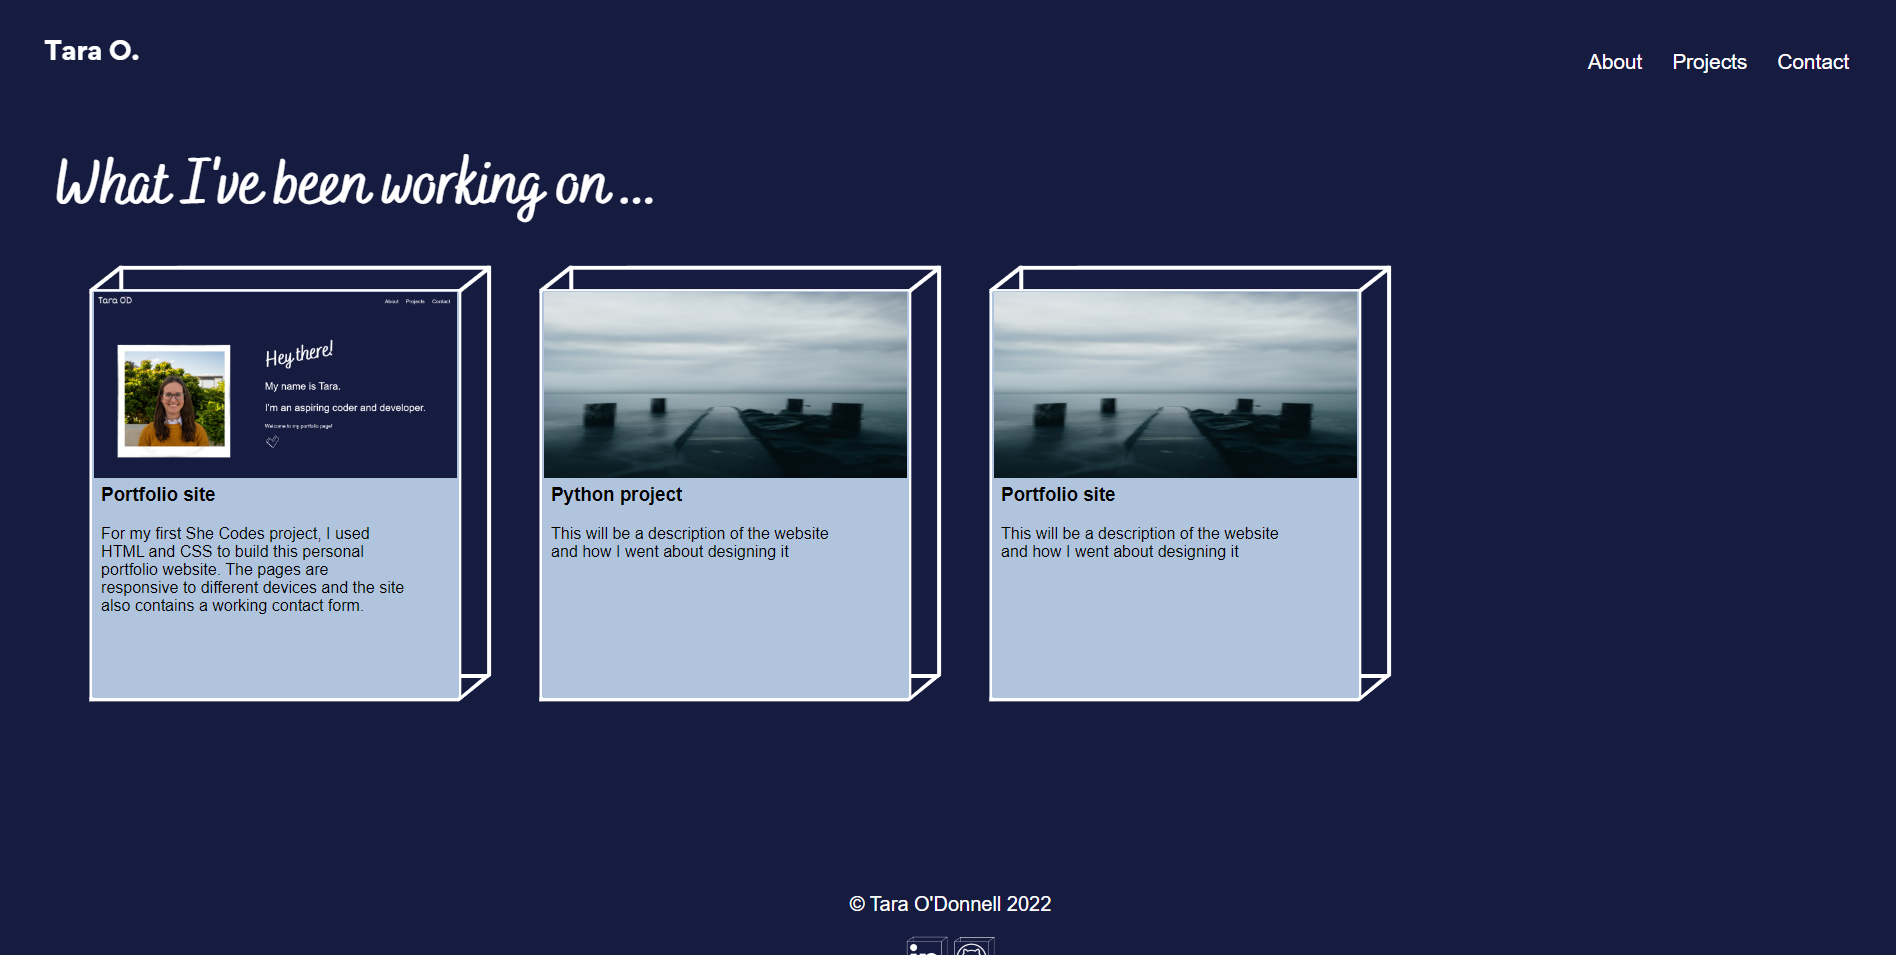 Tara O.
About Projects Contact
What I've been working on ...
Tara OD
About Projects Contact
Hey there!
My name is Tara.
I'm an aspiring coder and developer.
Welcome to my portfolio page!
Portfolio site
For my first She Codes project, I used
HTML and CSS to build this personal
portfolio website. The pages are
responsive to different devices and the site
also contains a working contact form.
Python project
This will be a description of the website
and how I went about designing it
Portfolio site
This will be a description of the website
and how I went about designing it
© Tara O'Donnell 2022
in